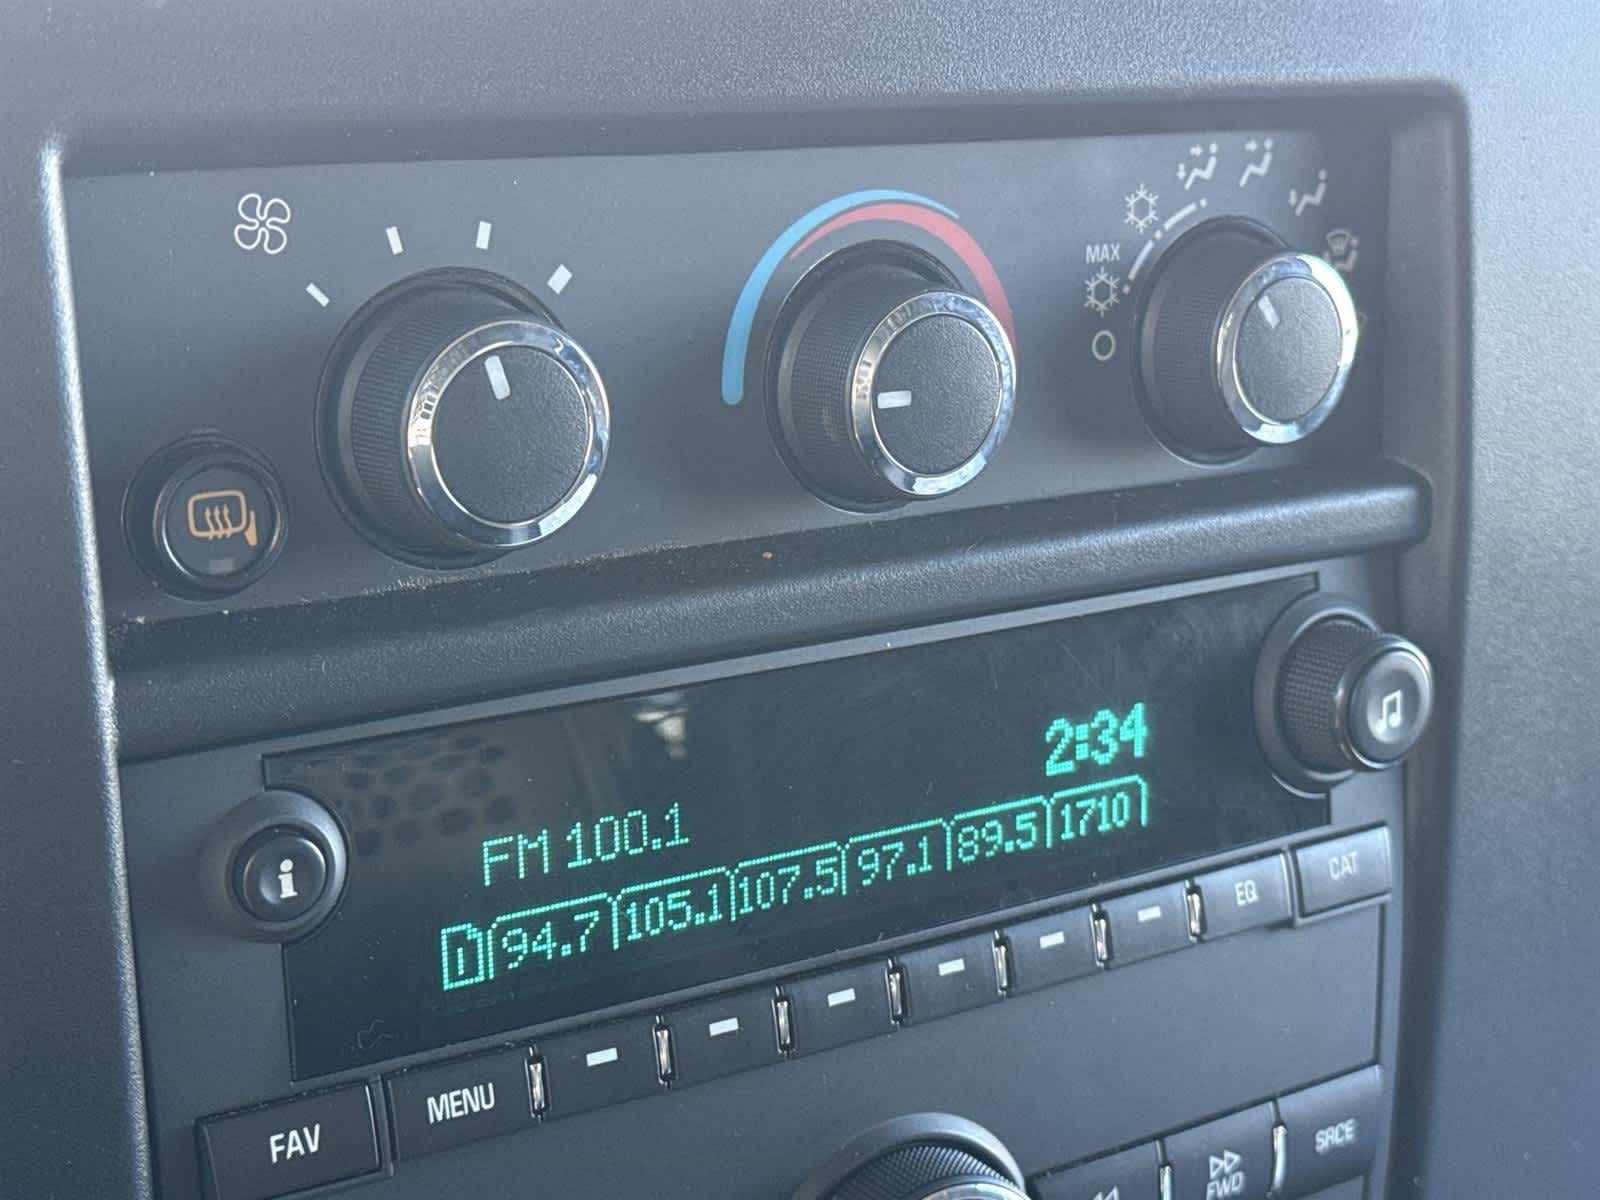 MAX
2:34
FM 100.1
1 94.7 105.1 107.5 97.1 89.5 1710
i
FAV MENU EQ CAT
FWD SRCE